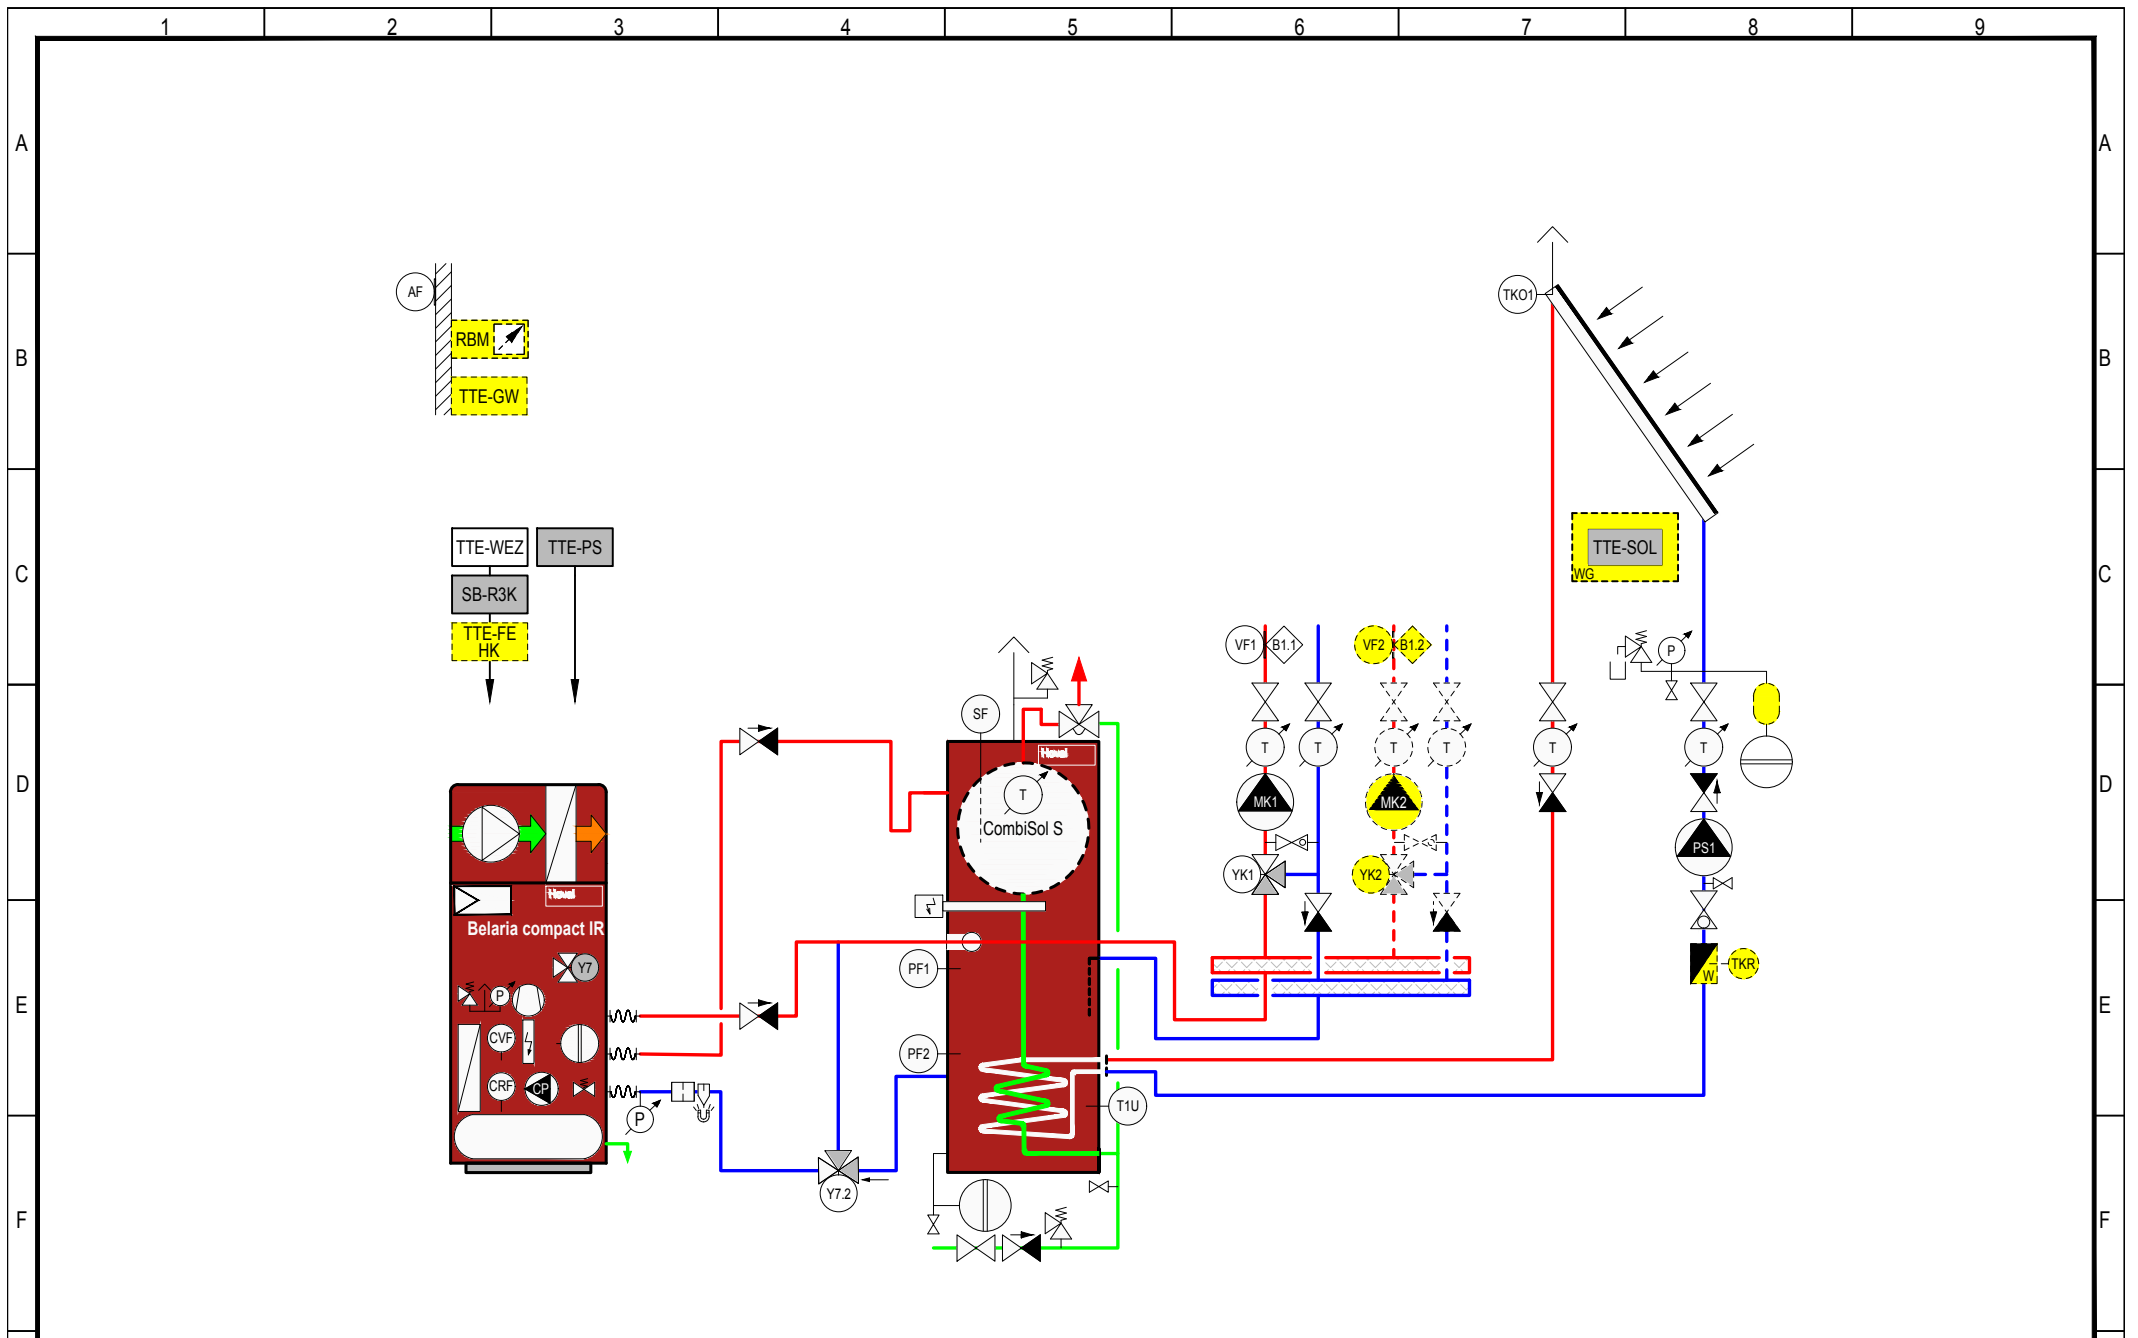 1 2 3 4 5 6 7 8 9
A A
AF
TKO1
RBM
B B
TTE-GW
TTE-WEZ TTE-PS TTE-SOL
WG
C C
SB-R3K
TTE-FE
HK
VF1 B1.1 VF2 B1.2 P
SF
T T T T T T
Hoval
D D
T
MK1 MK2
CombiSol S
PS1
YK1 YK2
Hoval
Belaria compact IR
Y7 PF1 W TKR
P
E E
CVF PF2
CRF CP
P T1U
Y7.2
F F